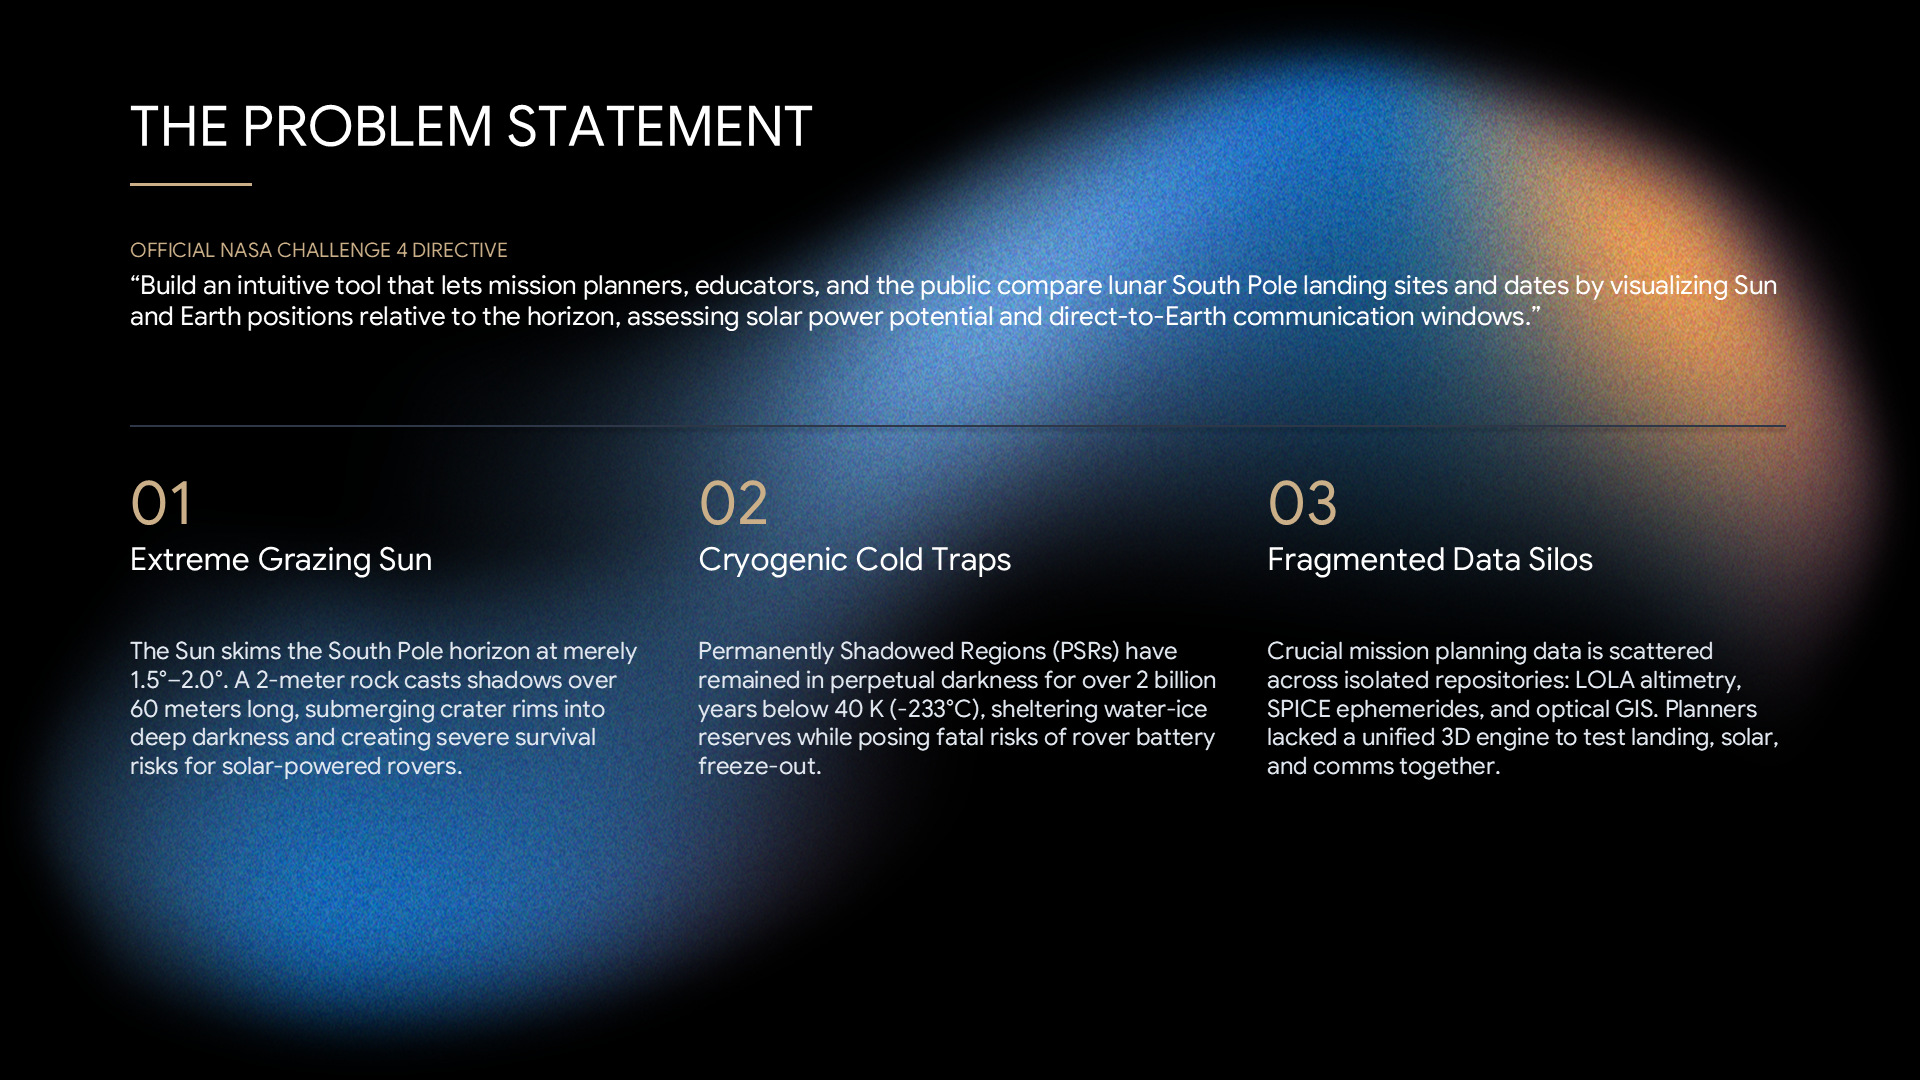 THE PROBLEM STATEMENT
OFFICIAL NASA CHALLENGE 4 DIRECTIVE
“Build an intuitive tool that lets mission planners, educators, and the public compare lunar South Pole landing sites and dates by visualizing Sun
and Earth positions relative to the horizon, assessing solar power potential and direct-to-Earth communication windows.”
01
Extreme Grazing Sun
The Sun skims the South Pole horizon at merely
1.5°–2.0°. A 2-meter rock casts shadows over
60 meters long, submerging crater rims into
deep darkness and creating severe survival
risks for solar-powered rovers.
02
Cryogenic Cold Traps
Permanently Shadowed Regions (PSRs) have
remained in perpetual darkness for over 2 billion
years below 40 K (-233°C), sheltering water-ice
reserves while posing fatal risks of rover battery
freeze-out.
03
Fragmented Data Silos
Crucial mission planning data is scattered
across isolated repositories: LOLA altimetry,
SPICE ephemerides, and optical GIS. Planners
lacked a unified 3D engine to test landing, solar,
and comms together.